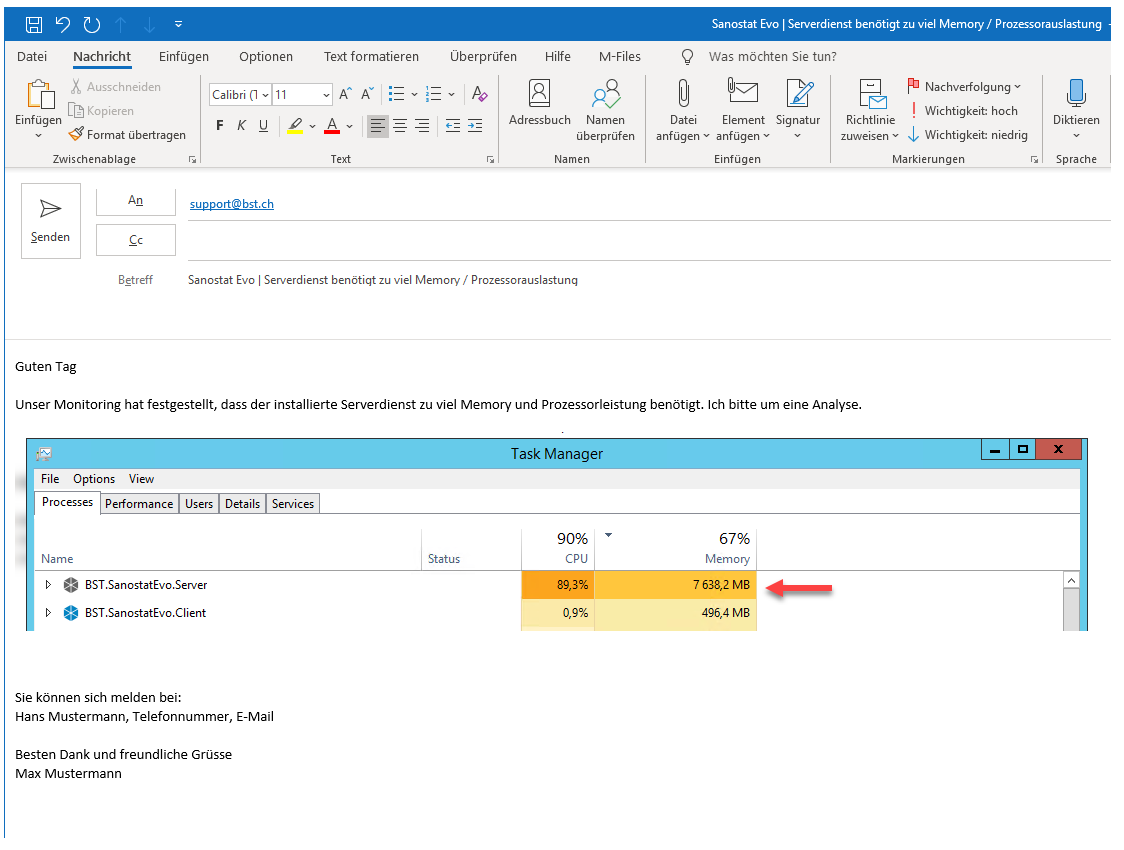 Sanostat Evo | Serverdienst benötigt zu viel Memory / Prozessorauslastung -
Datei Nachricht Einfügen Optionen Text formatieren Überprüfen Hilfe M-Files Was möchten Sie tun?
Einfügen
Ausschneiden
Kopieren
Format übertragen
Zwischenablage
Calibri (T 11
F K U A
Text
Adressbuch
Namen überprüfen
Namen
Datei anfügen
Element anfügen
Signatur
Einfügen
Richtlinie zuweisen
Nachverfolgung
Wichtigkeit: hoch
Wichtigkeit: niedrig
Markierungen
Diktieren
Sprache
Senden
An support@bst.ch
Cc
Betreff Sanostat Evo | Serverdienst benötigt zu viel Memory / Prozessorauslastung
Guten Tag
Unser Monitoring hat festgestellt, dass der installierte Serverdienst zu viel Memory und Prozessorleistung benötigt. Ich bitte um eine Analyse.
Task Manager
File Options View
Processes Performance Users Details Services
90% 67%
Name Status CPU Memory
BST.SanostatEvo.Server 89,3% 7 638,2 MB
BST.SanostatEvo.Client 0,9% 496,4 MB
Sie können sich melden bei:
Hans Mustermann, Telefonnummer, E-Mail
Besten Dank und freundliche Grüsse
Max Mustermann